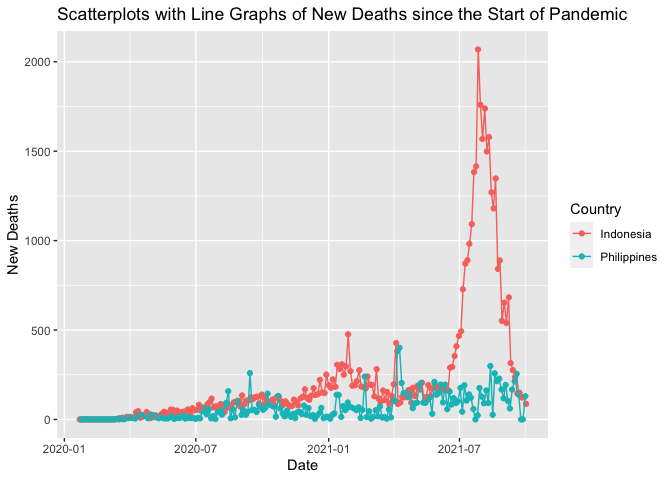 Scatterplots with Line Graphs of New Deaths since the Start of Pandemic
2000
1500
1000
500
0
New Deaths
2020-01
2020-07
2021-01
2021-07
Date
Country
Indonesia
Philippines